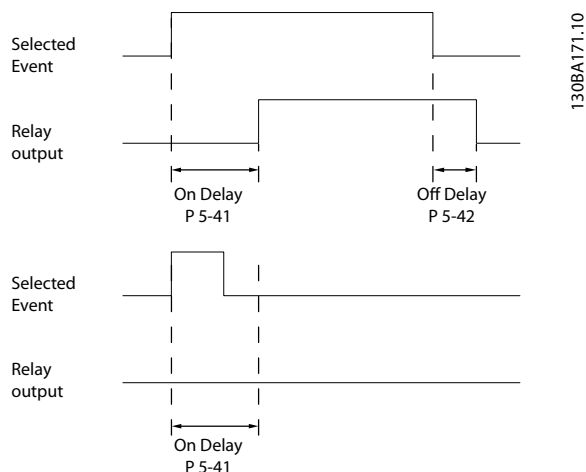 Selected
Event
130BA171.10
Relay
output
On Delay
P 5-41
Off Delay
P 5-42
Selected
Event
Relay
output
On Delay
P 5-41